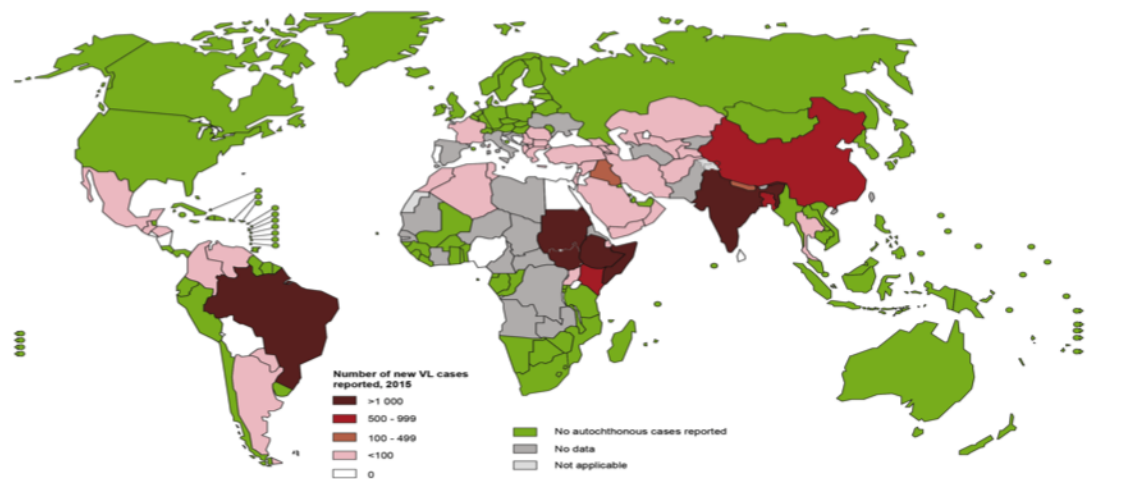 Number of new VL cases
reported, 2015
>1 000
500 - 999
100 - 499
<100
0
No autochthonous cases reported
No data
Not applicable